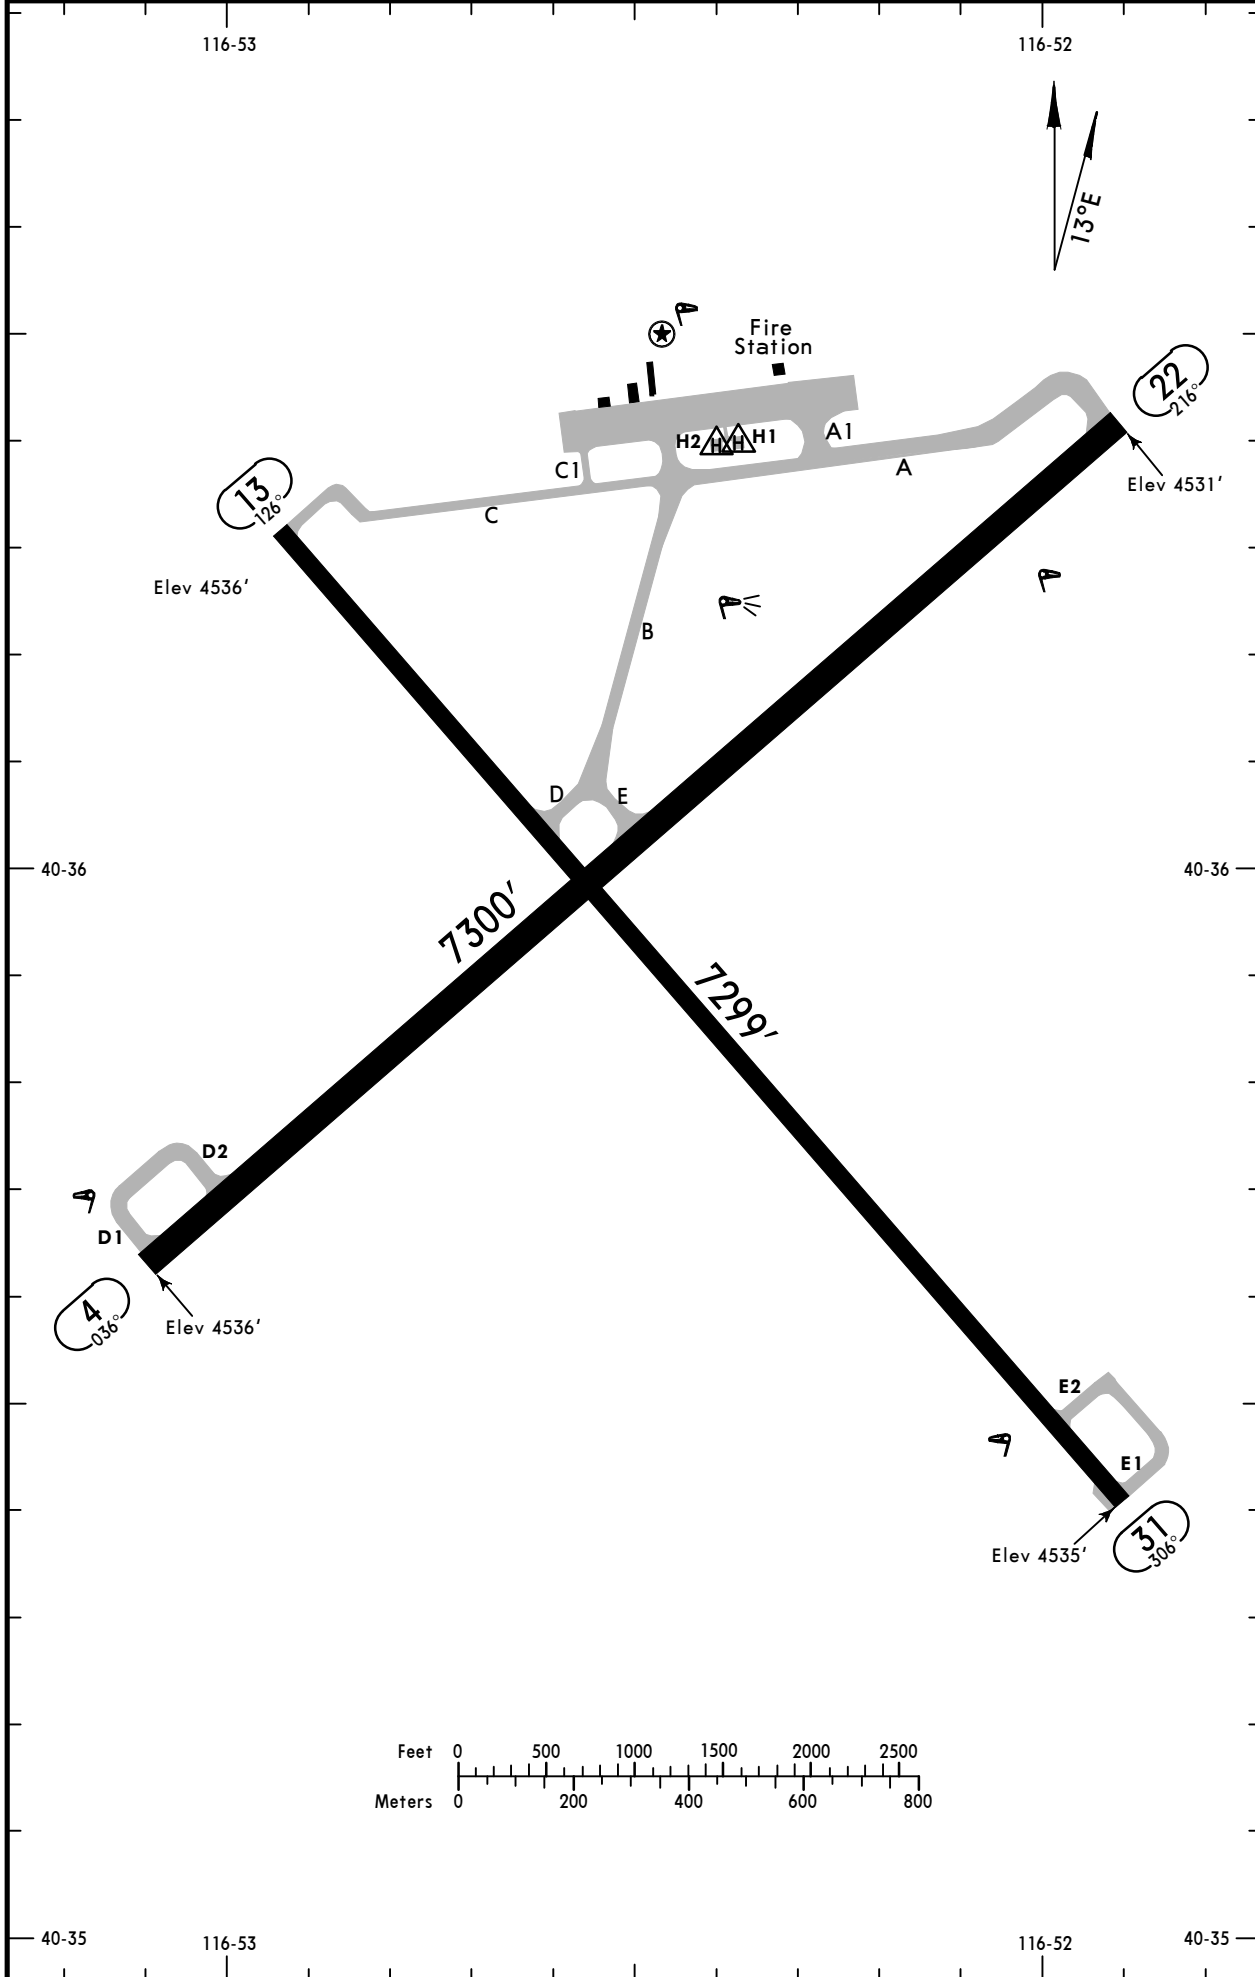 116-53
116-52
13°E
Fire
Station
22
216°
H2
H
H
H1
A1
C1
A
Elev 4531'
13
126°
C
Elev 4536'
B
D
E
40-36
40-36
7300'
7299'
D2
D1
4
036°
Elev 4536'
E2
E1
31
306°
Elev 4535'
Feet 0 500 1000 1500 2000 2500
Meters 0 200 400 600 800
40-35
40-35
116-53
116-52